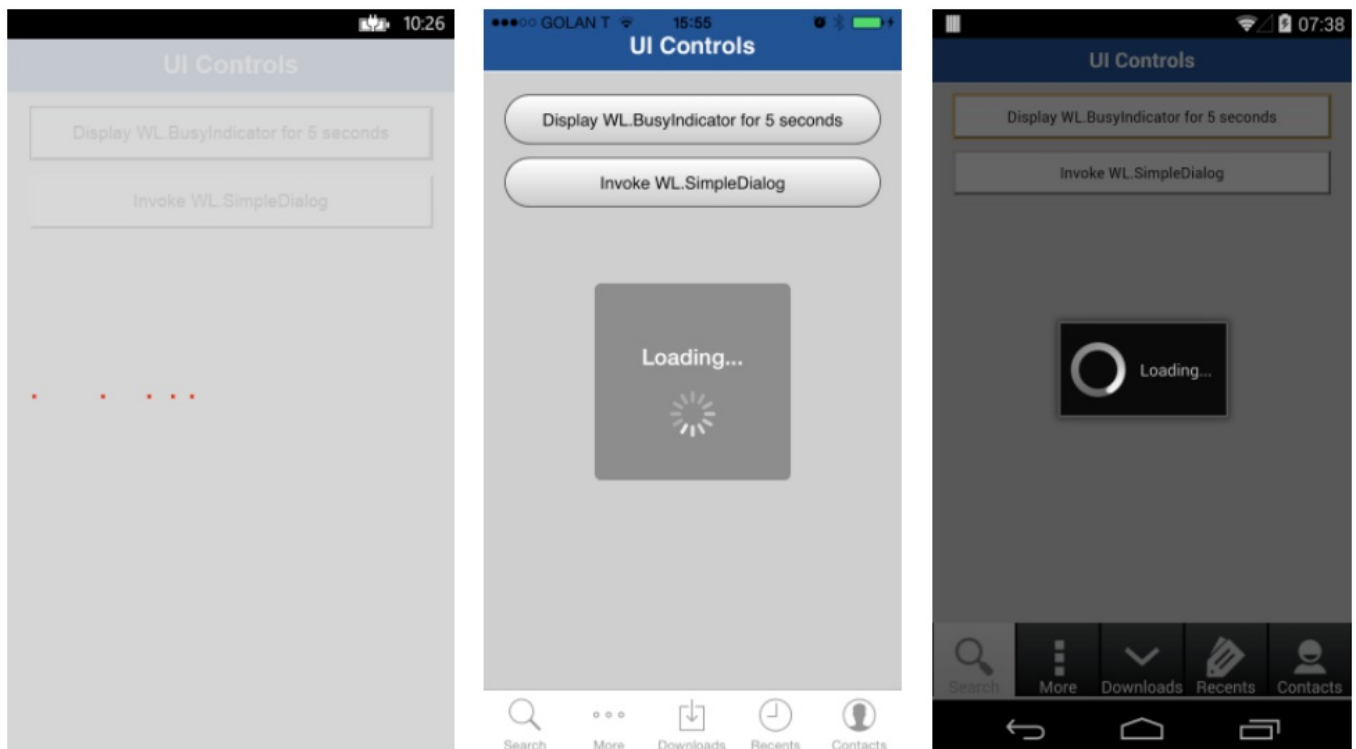 10:26
UI Controls
Display WL.BusyIndicator for 5 seconds
Invoke WL.SimpleDialog
GOLAN T 15:55
UI Controls
Display WL.BusyIndicator for 5 seconds
Invoke WL.SimpleDialog
Loading...
Search More Downloads Recents Contacts
07:38
UI Controls
Display WL.BusyIndicator for 5 seconds
Invoke WL.SimpleDialog
Loading...
Search More Downloads Recents Contacts